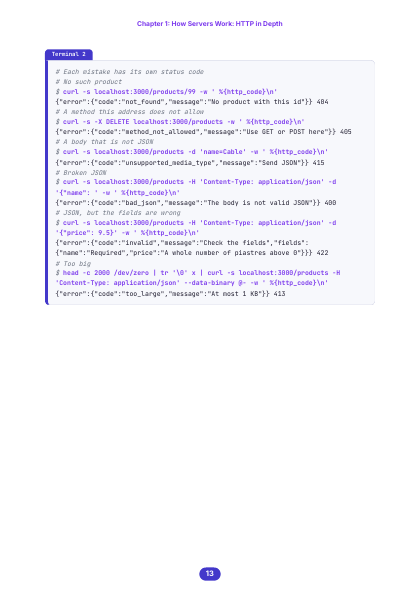 Chapter 1: How Servers Work: HTTP in Depth
Terminal 2
# Each mistake has its own status code
# No such product
$ curl -s localhost:3000/products/99 -w ' %{http_code}\n'
{"error":{"code":"not_found","message":"No product with this id"}} 404
# A method this address does not allow
$ curl -s -X DELETE localhost:3000/products -w ' %{http_code}\n'
{"error":{"code":"method_not_allowed","message":"Use GET or POST here"}} 405
# A body that is not JSON
$ curl -s localhost:3000/products -d 'name=Cable' -w ' %{http_code}\n'
{"error":{"code":"unsupported_media_type","message":"Send JSON"}} 415
# Broken JSON
$ curl -s localhost:3000/products -H 'Content-Type: application/json' -d
'{"name": ' -w ' %{http_code}\n'
{"error":{"code":"bad_json","message":"The body is not valid JSON"}} 400
# JSON, but the fields are wrong
$ curl -s localhost:3000/products -H 'Content-Type: application/json' -d
'{"price": 9.5}' -w ' %{http_code}\n'
{"error":{"code":"invalid","message":"Check the fields","fields":
{"name":"Required","price":"A whole number of piastres above 0"}}} 422
# Too big
$ head -c 2000 /dev/zero | tr '\0' x | curl -s localhost:3000/products -H
'Content-Type: application/json' --data-binary @- -w ' %{http_code}\n'
{"error":{"code":"too_large","message":"At most 1 KB"}} 413
13